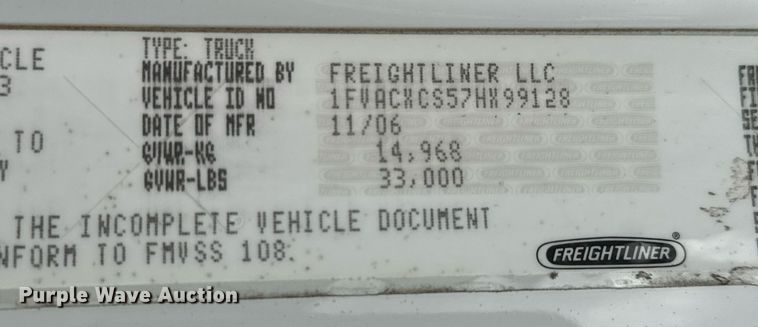 CLE
3
TO
Y
TYPE: TRUCK
MANUFACTURED BY FREIGHTLINER LLC
VEHICLE ID NO 1FVACXCS57HX99128
DATE OF MFR 11/06
GVWR-KG 14,968
GVWR-LBS 33,000
THE INCOMPLETE VEHICLE DOCUMENT
NFORM TO FMVSS 108.
FREIGHTLINER®
Purple Wave Auction